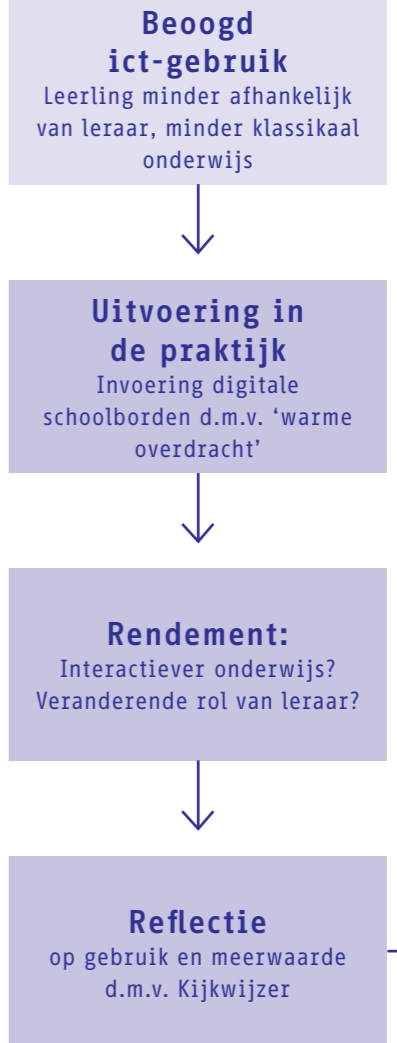 Beoogd
ict-gebruik
Leerling minder afhankelijk
van leraar, minder klassikaal
onderwijs
Uitvoering in
de praktijk
Invoering digitale
schoolborden d.m.v. ‘warme
overdracht’
Rendement:
Interactiever onderwijs?
Veranderende rol van leraar?
Reflectie
op gebruik en meerwaarde
d.m.v. Kijkwijzer